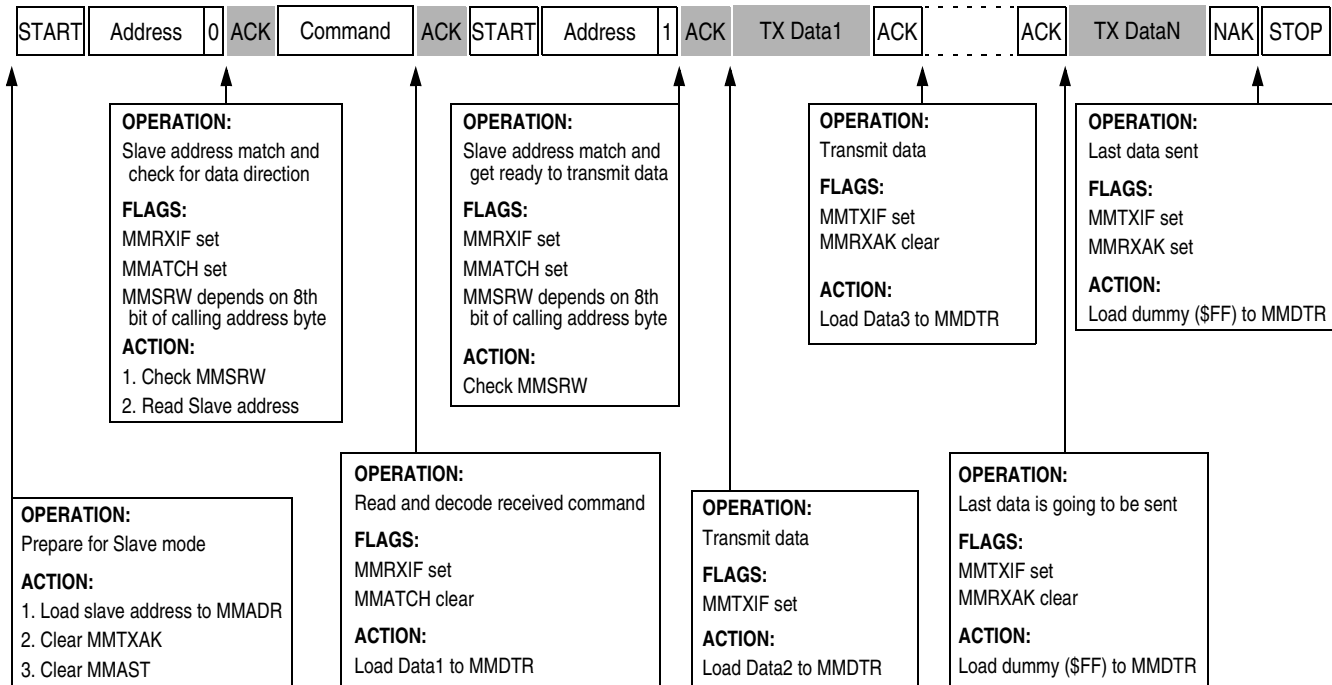 START Address 0 ACK Command ACK START Address 1 ACK TX Data1 ACK ACK TX DataN NAK STOP
OPERATION:
Slave address match and
check for data direction
FLAGS:
MMRXIF set
MMATCH set
MMSRW depends on 8th
bit of calling address byte
ACTION:
1. Check MMSRW
2. Read Slave address
OPERATION:
Slave address match and
get ready to transmit data
FLAGS:
MMRXIF set
MMATCH set
MMSRW depends on 8th
bit of calling address byte
ACTION:
Check MMSRW
OPERATION:
Transmit data
FLAGS:
MMTXIF set
MMRXAK clear
ACTION:
Load Data3 to MMDTR
OPERATION:
Last data sent
FLAGS:
MMTXIF set
MMRXAK set
ACTION:
Load dummy ($FF) to MMDTR
OPERATION:
Prepare for Slave mode
ACTION:
1. Load slave address to MMADR
2. Clear MMTXAK
3. Clear MMAST
OPERATION:
Read and decode received command
FLAGS:
MMRXIF set
MMATCH clear
ACTION:
Load Data1 to MMDTR
OPERATION:
Transmit data
FLAGS:
MMTXIF set
ACTION:
Load Data2 to MMDTR
OPERATION:
Last data is going to be sent
FLAGS:
MMTXIF set
MMRXAK clear
ACTION:
Load dummy ($FF) to MMDTR